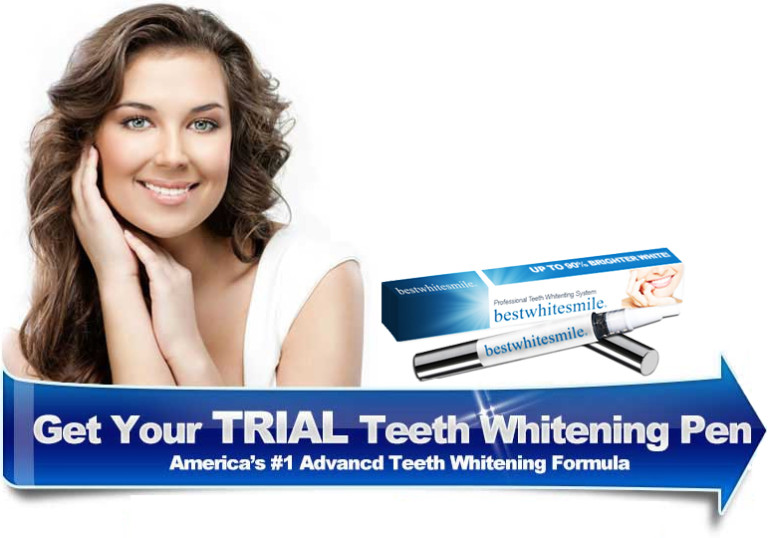 bestwhitesmile.
UP TO 90% BRIGHTER WHITE!
Professional Teeth Whitening System
bestwhitesmile.
bestwhitesmile.
Get Your TRIAL Teeth Whitening Pen
America's #1 Advancd Teeth Whitening Formula